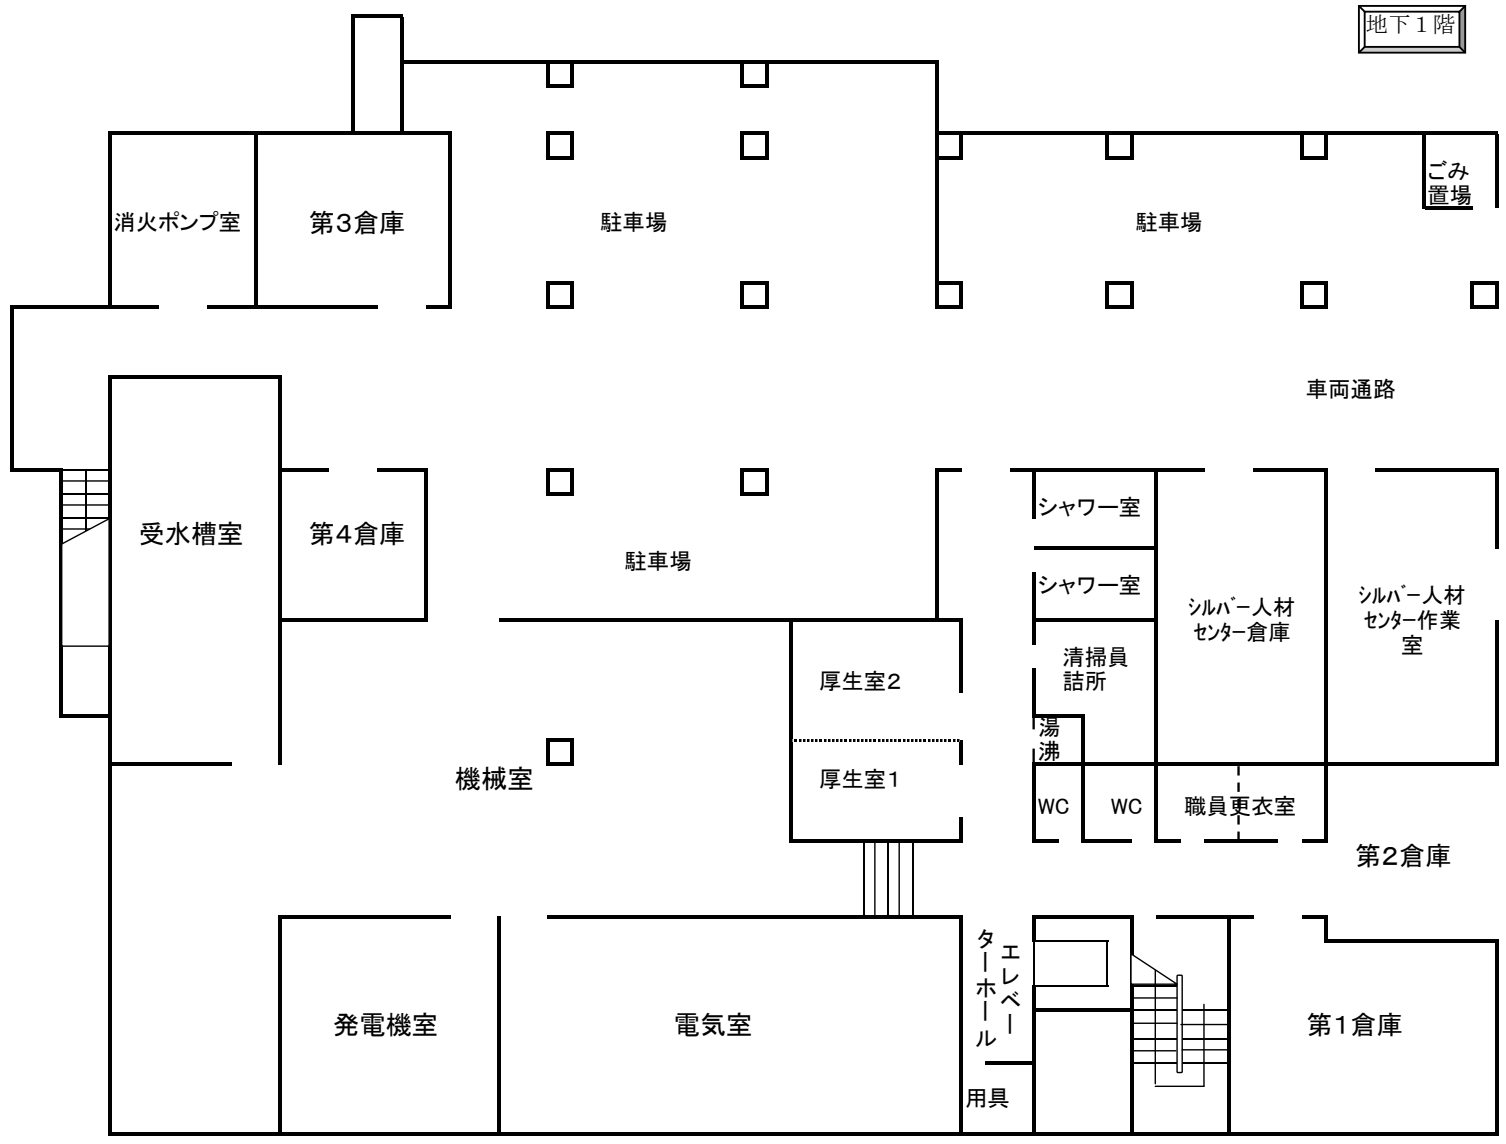 地下１階
ごみ
置場
消火ポンプ室
第３倉庫
駐車場
駐車場
車両通路
受水槽室
第４倉庫
駐車場
シャワー室
シャワー室
ｼﾙﾊﾞｰ人材
ｾﾝﾀｰ倉庫
ｼﾙﾊﾞｰ人材
ｾﾝﾀｰ作業
室
清掃員
詰所
厚生室２
湯
沸
機械室
厚生室１
WC
WC
職員更衣室
第２倉庫
エレベー
ターホール
発電機室
電気室
第１倉庫
用具